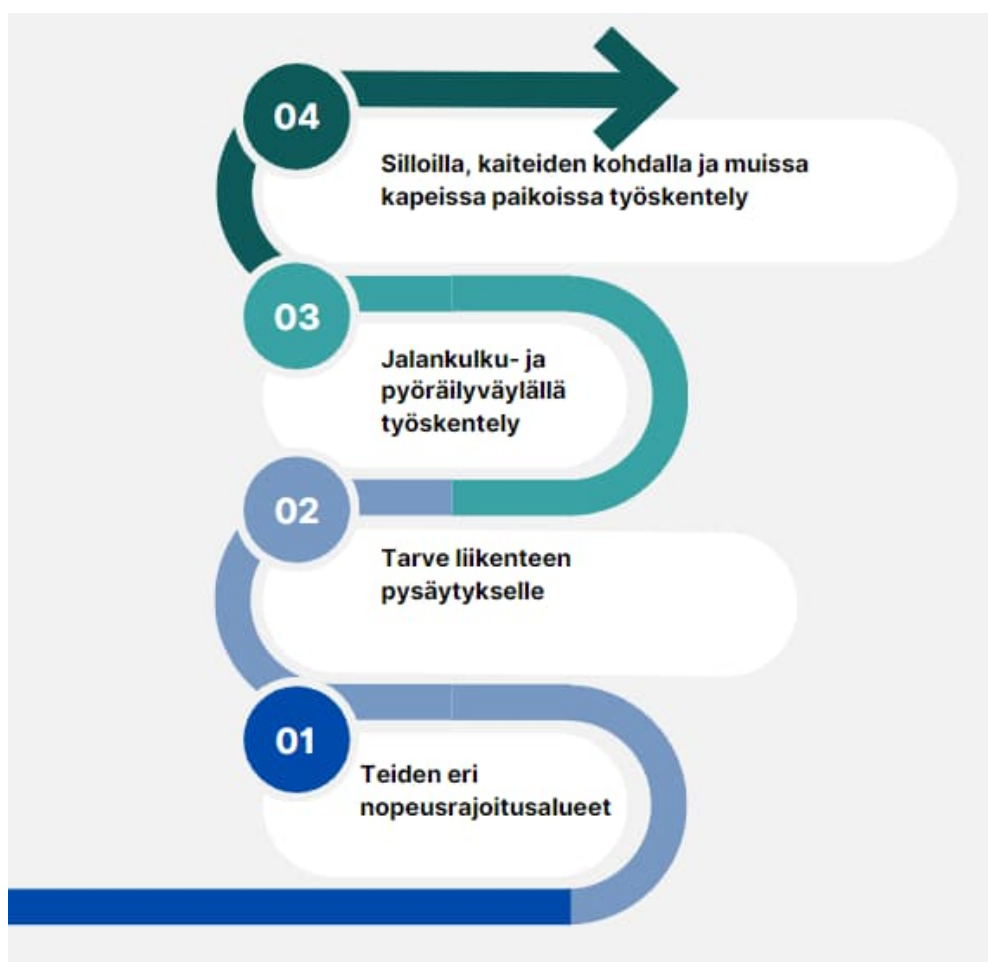 04
Silloilla, kaiteiden kohdalla ja muissa
kapeissa paikoissa työskentely
03
Jalankulku- ja
pyöräilyväylällä
työskentely
02
Tarve liikenteen
pysäytykselle
01
Teiden eri
nopeusrajoitusalueet